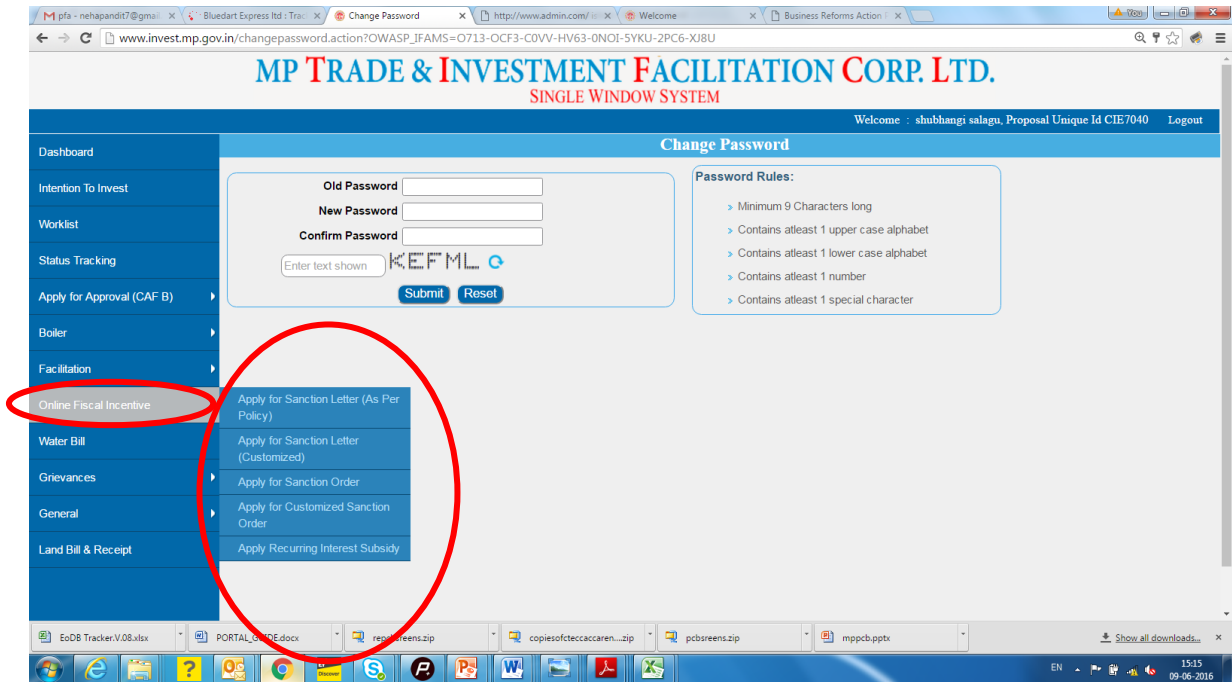 pfa - nehapandit7@gmail
Bluedart Express ltd : Trac
Change Password
http://www.admin.com/
Welcome
Business Reforms Action
You
www.invest.mp.gov.in/changepassword.action?OWASP_IFAMS=O713-OCF3-C0VV-HV63-0NOI-5YKU-2PC6-XJ8U
MP TRADE & INVESTMENT FACILITATION CORP. LTD.
SINGLE WINDOW SYSTEM
Welcome : shubhangi salagu, Proposal Unique Id CIE7040 Logout
Change Password
Dashboard
Intention To Invest
Worklist
Status Tracking
Apply for Approval (CAF B)
Boiler
Facilitation
Online Fiscal Incentive
Water Bill
Grievances
General
Land Bill & Receipt
Old Password
New Password
Confirm Password
Enter text shown KEFML
Submit Reset
Password Rules:
Minimum 9 Characters long
Contains atleast 1 upper case alphabet
Contains atleast 1 lower case alphabet
Contains atleast 1 number
Contains atleast 1 special character
Apply for Sanction Letter (As Per
Policy)
Apply for Sanction Letter
(Customized)
Apply for Sanction Order
Apply for Customized Sanction
Order
Apply Recurring Interest Subsidy
EoDB Tracker.V.08.xlsx
PORTAL_GUIDE.docx
copiesofcteccaccaren....zip
pcbsreens.zip
mppcb.pptx
Show all downloads...
Discover
EN
15:15
09-06-2016